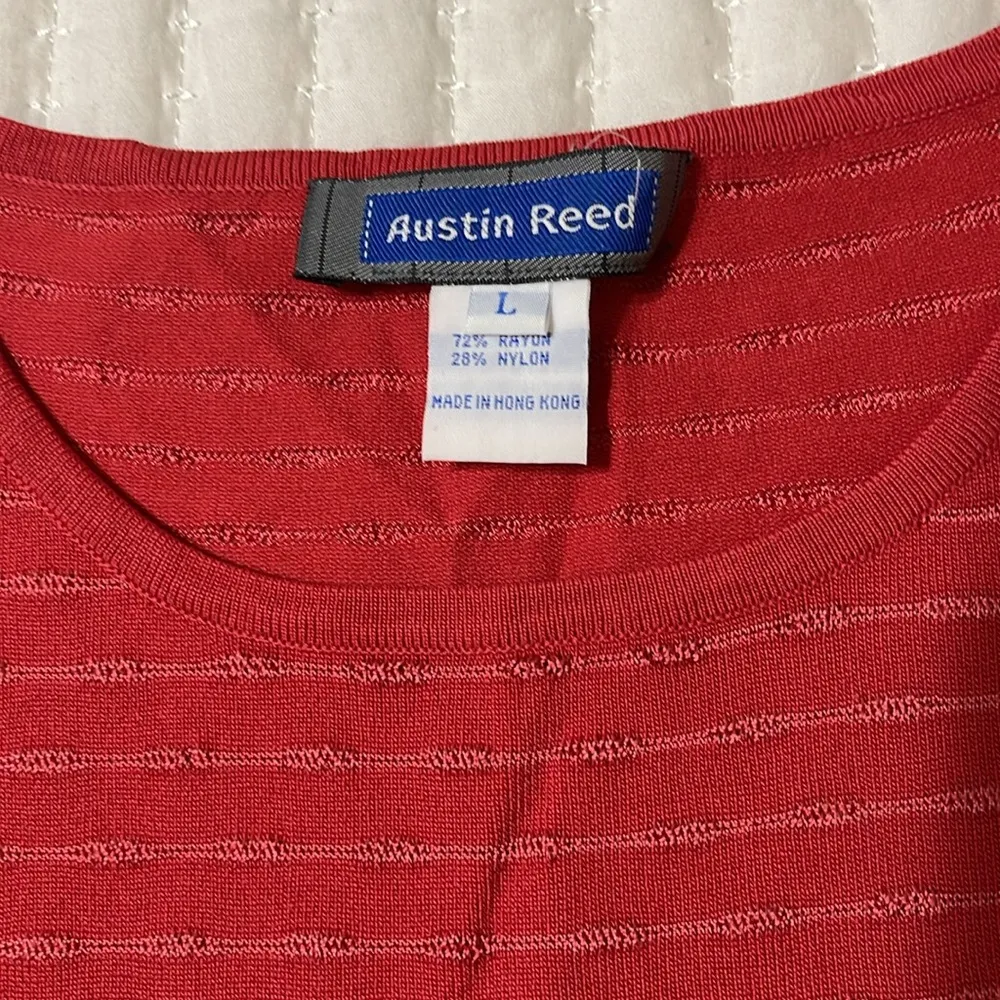 Austin Reed
L
72% RAYON
28% NYLON
MADE IN HONG KONG